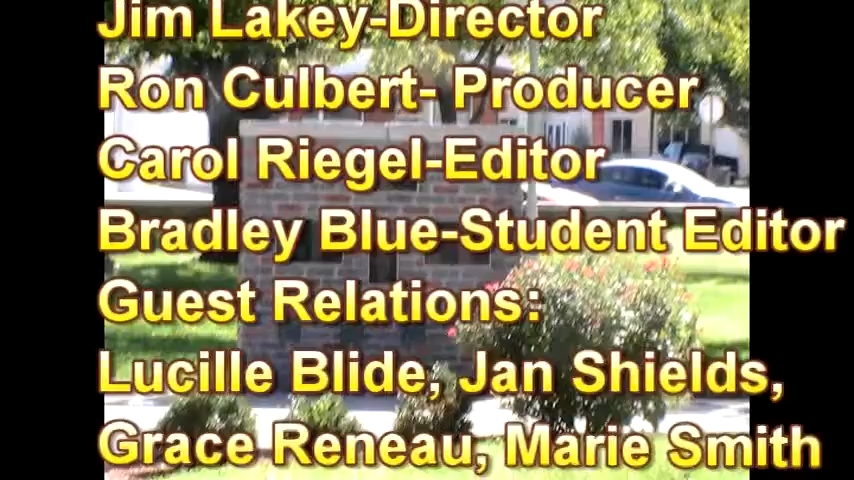 Jim Lakey-Director
Ron Culbert- Producer
Carol Riegel-Editor
Bradley Blue-Student Editor
Guest Relations:
Lucille Blide, Jan Shields,
Grace Reneau, Marie Smith